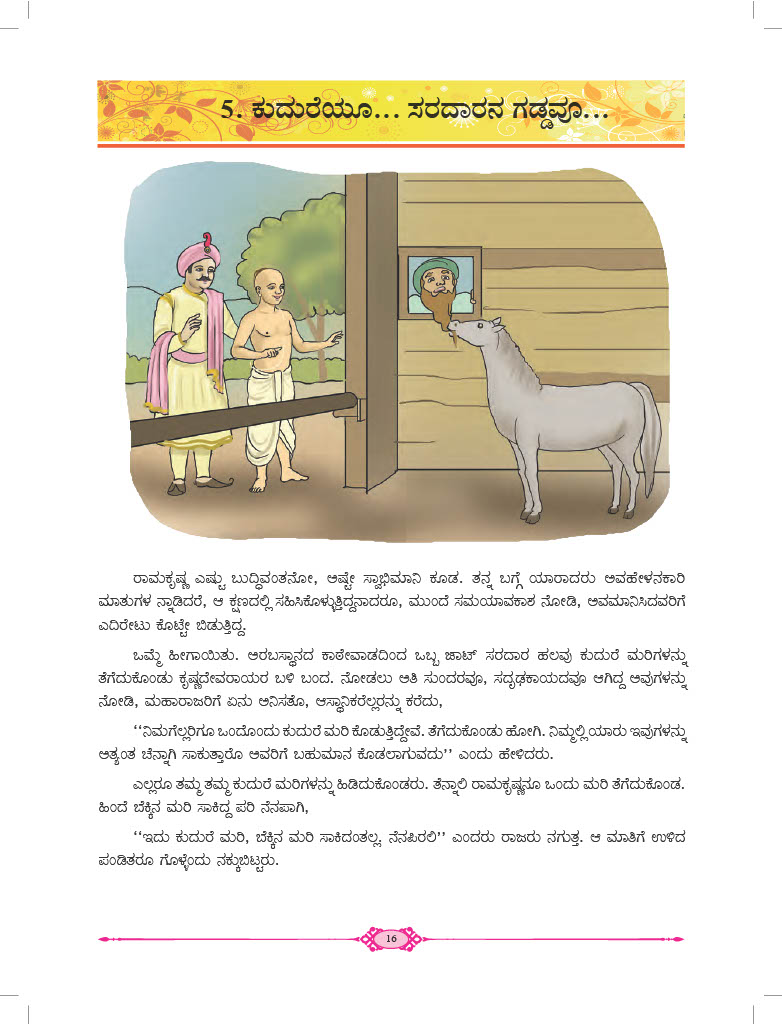 5. ಕುದುರೆಯೂ... ಸರದಾರನ ಗಡ್ಡವೂ...
ರಾಮಕೃಷ್ಣ ಎಷ್ಟು ಬುದ್ಧಿವಂತನೋ, ಅಷ್ಟೇ ಸ್ವಾಭಿಮಾನಿ ಕೂಡ. ತನ್ನ ಬಗ್ಗೆ ಯಾರಾದರು ಅವಹೇಳನಕಾರಿ
ಮಾತುಗಳ ನ್ನಾಡಿದರೆ, ಆ ಕ್ಷಣದಲ್ಲಿ ಸಹಿಸಿಕೊಳ್ಳುತ್ತಿದ್ದನಾದರೂ, ಮುಂದೆ ಸಮಯಾವಕಾಶ ನೋಡಿ, ಅವಮಾನಿಸಿದವರಿಗೆ
ಎದಿರೇಟು ಕೊಟ್ಟೇ ಬಿಡುತ್ತಿದ್ದ.
ಒಮ್ಮೆ ಹೀಗಾಯಿತು. ಅರಬಸ್ಥಾನದ ಕಾಠೇವಾಡದಿಂದ ಒಬ್ಬ ಜಾಟ್ ಸರದಾರ ಹಲವು ಕುದುರೆ ಮರಿಗಳನ್ನು
ತೆಗೆದುಕೊಂಡು ಕೃಷ್ಣದೇವರಾಯರ ಬಳಿ ಬಂದ. ನೋಡಲು ಅತಿ ಸುಂದರವೂ, ಸದೃಢಕಾಯದವೂ ಆಗಿದ್ದ ಅವುಗಳನ್ನು
ನೋಡಿ, ಮಹಾರಾಜರಿಗೆ ಏನು ಅನಿಸತೊ, ಆಸ್ಥಾನಿಕರೆಲ್ಲರನ್ನು ಕರೆದು,
‘‘ನಿಮಗೆಲ್ಲರಿಗೂ ಒಂದೊಂದು ಕುದುರೆ ಮರಿ ಕೊಡುತ್ತಿದ್ದೇವೆ. ತೆಗೆದುಕೊಂಡು ಹೋಗಿ. ನಿಮ್ಮಲ್ಲಿ ಯಾರು ಇವುಗಳನ್ನು
ಅತ್ಯಂತ ಚೆನ್ನಾಗಿ ಸಾಕುತ್ತಾರೊ ಅವರಿಗೆ ಬಹುಮಾನ ಕೊಡಲಾಗುವದು’’ ಎಂದು ಹೇಳಿದರು.
ಎಲ್ಲರೂ ತಮ್ಮ ತಮ್ಮ ಕುದುರೆ ಮರಿಗಳನ್ನು ಹಿಡಿದುಕೊಂಡರು. ತೆನ್ನಾಲಿ ರಾಮಕೃಷ್ಣನೂ ಒಂದು ಮರಿ ತೆಗೆದುಕೊಂಡ.
ಹಿಂದೆ ಬೆಕ್ಕಿನ ಮರಿ ಸಾಕಿದ್ದ ಪರಿ ನೆನಪಾಗಿ,
‘‘ಇದು ಕುದುರೆ ಮರಿ, ಬೆಕ್ಕಿನ ಮರಿ ಸಾಕಿದಂತಲ್ಲ. ನೆನಪಿರಲಿ’’ ಎಂದರು ರಾಜರು ನಗುತ್ತ. ಆ ಮಾತಿಗೆ ಉಳಿದ
ಪಂಡಿತರೂ ಗೊಳ್ಳೆಂದು ನಕ್ಕುಬಿಟ್ಟರು.
16